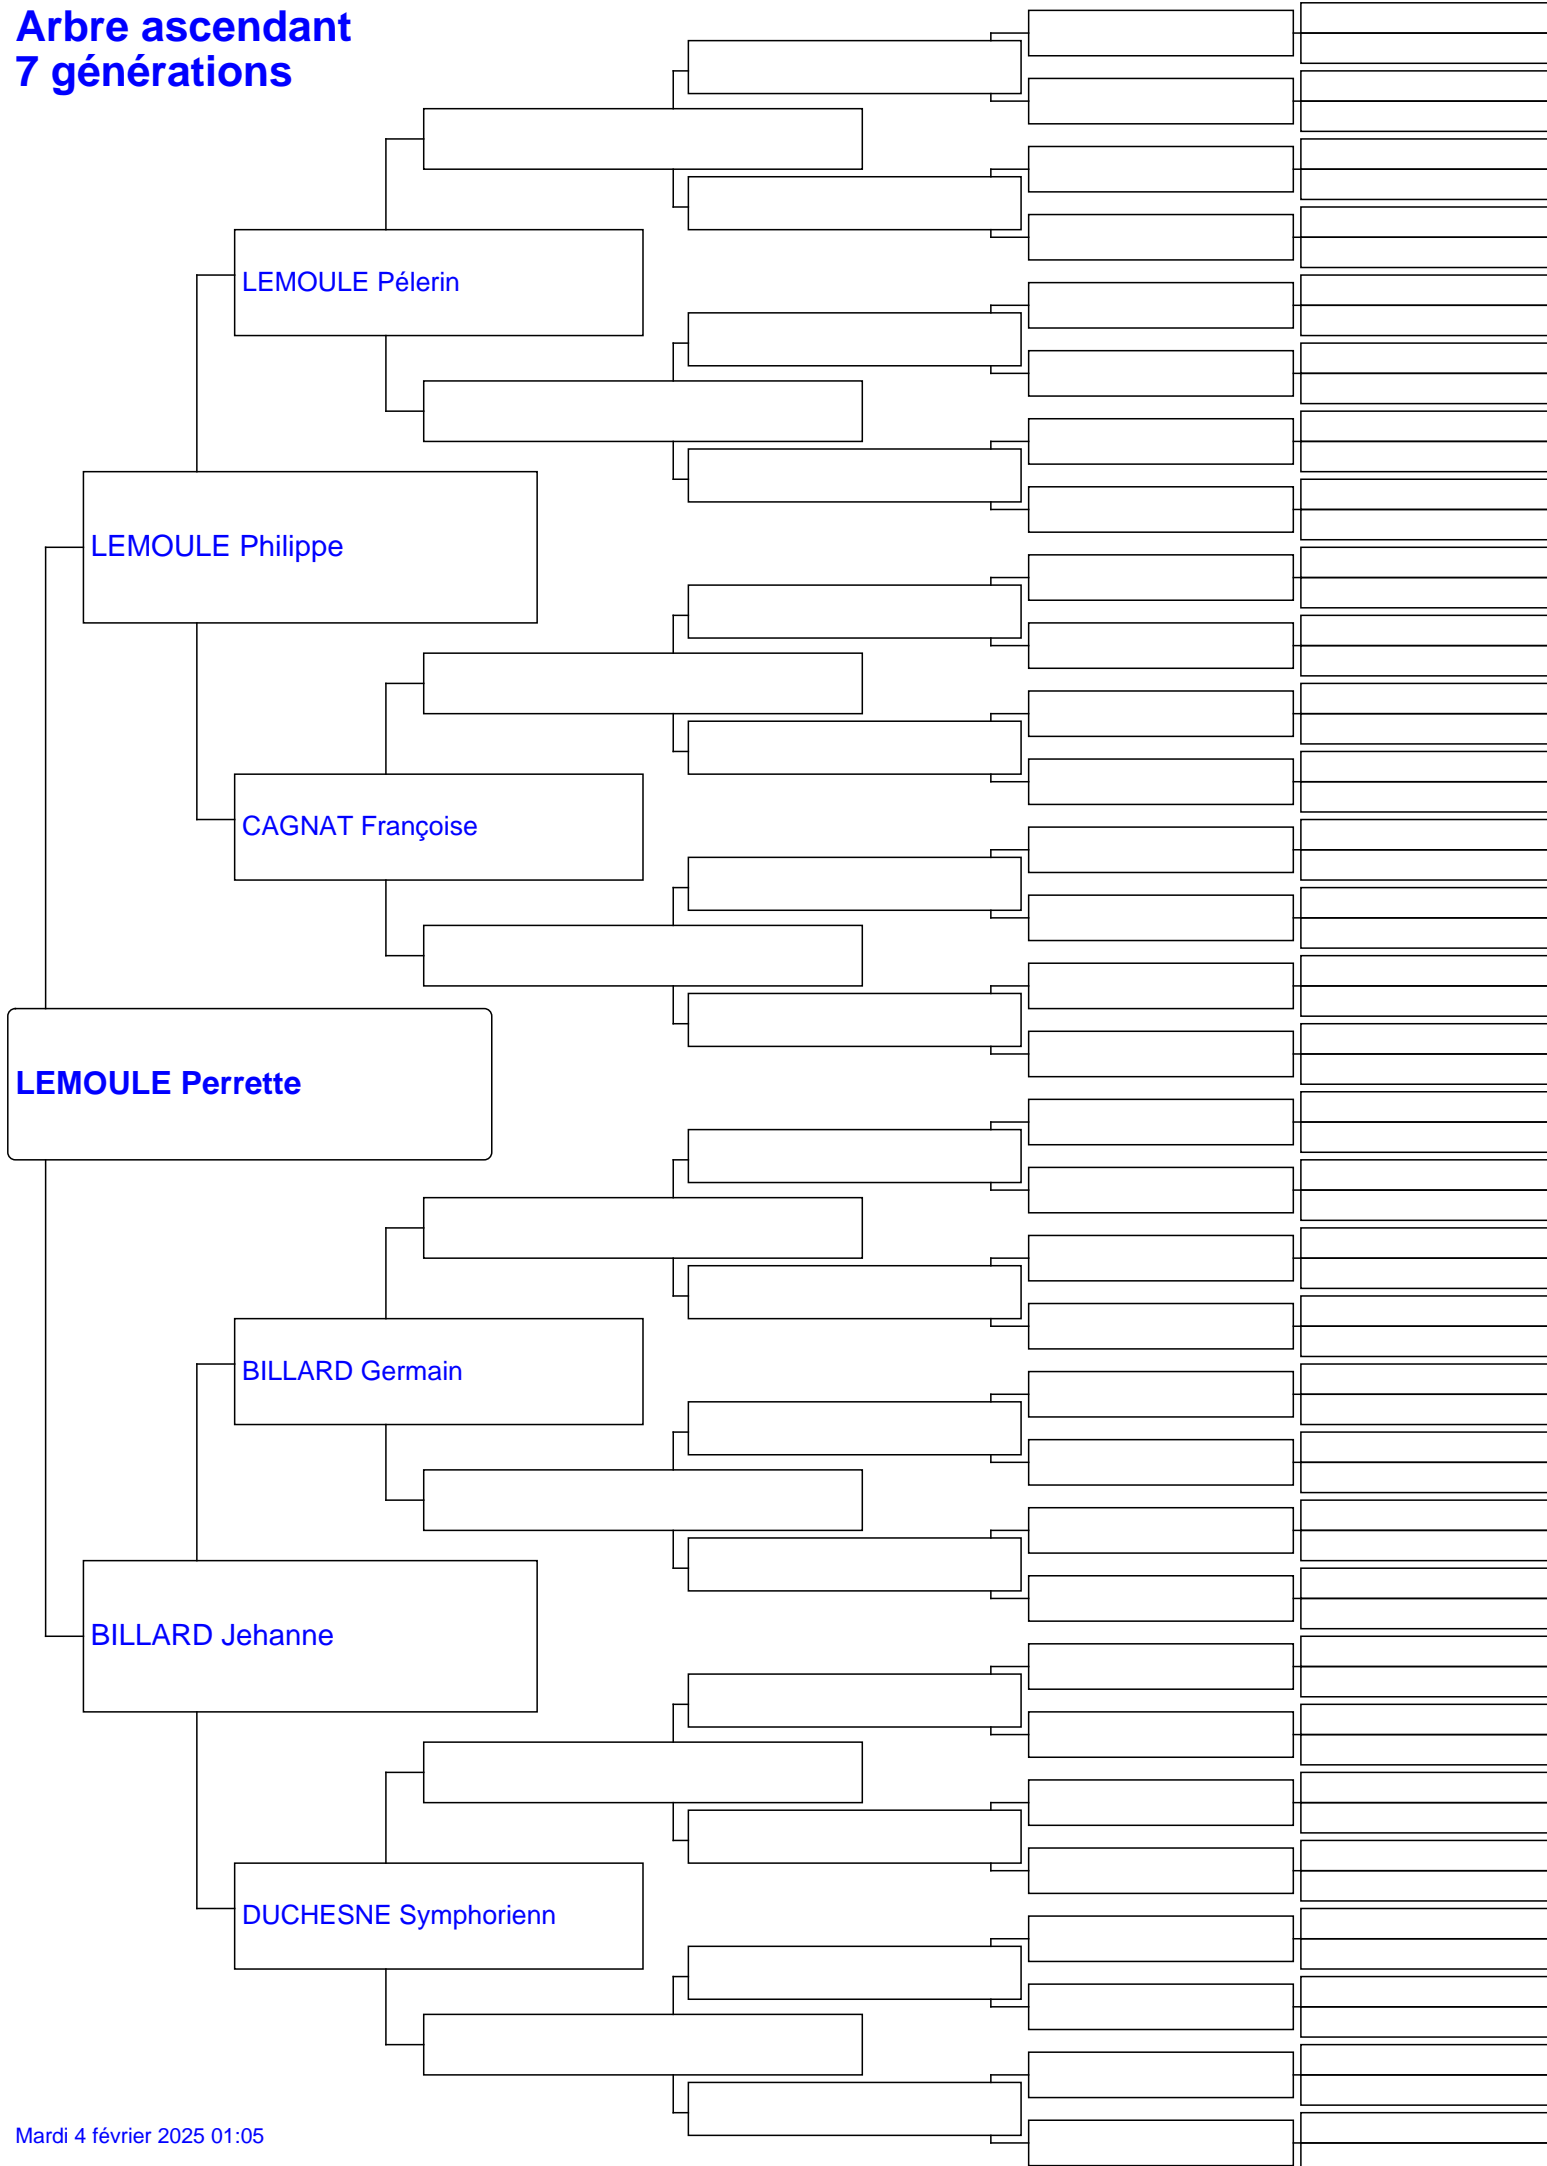 Arbre ascendant
7 générations
LEMOULE Pélerin
LEMOULE Philippe
CAGNAT Françoise
LEMOULE Perrette
BILLARD Germain
BILLARD Jehanne
DUCHESNE Symphorienn
Mardi 4 février 2025 01:05